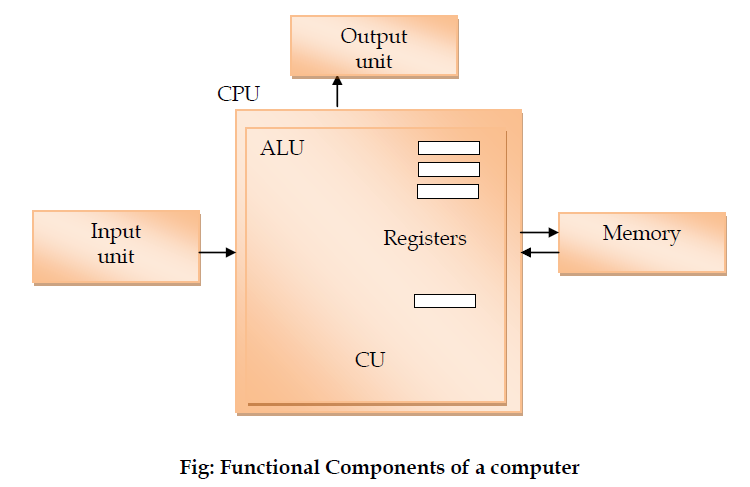 Output
unit
CPU
ALU
Input
unit
Registers
Memory
CU
Fig: Functional Components of a computer